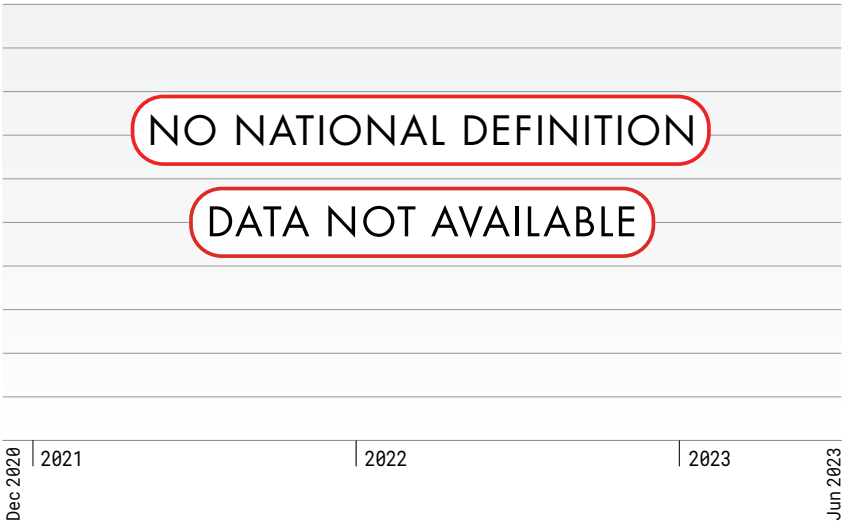 NO NATIONAL DEFINITION
DATA NOT AVAILABLE
Dec 2020
2021
2022
2023
Jun 2023